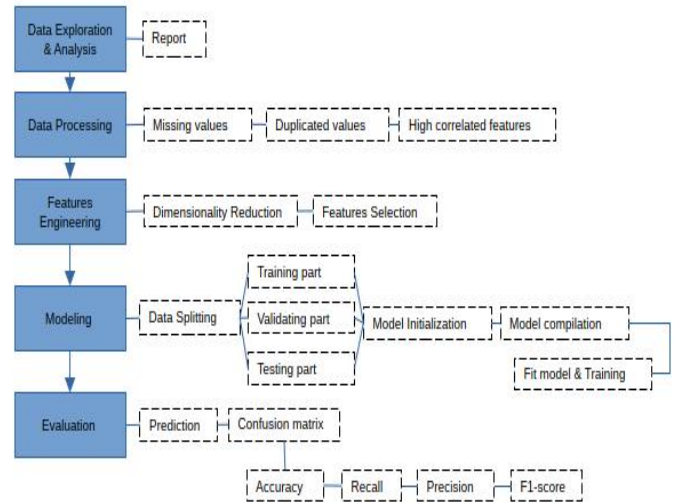 Data Exploration
& Analysis
Report
Data Processing
Missing values
Duplicated values
High correlated features
Features
Engineering
Dimensionality Reduction
Features Selection
Modeling
Data Splitting
Training part
Validating part
Testing part
Model Initialization
Model compilation
Fit model & Training
Evaluation
Prediction
Confusion matrix
Accuracy
Recall
Precision
F1-score